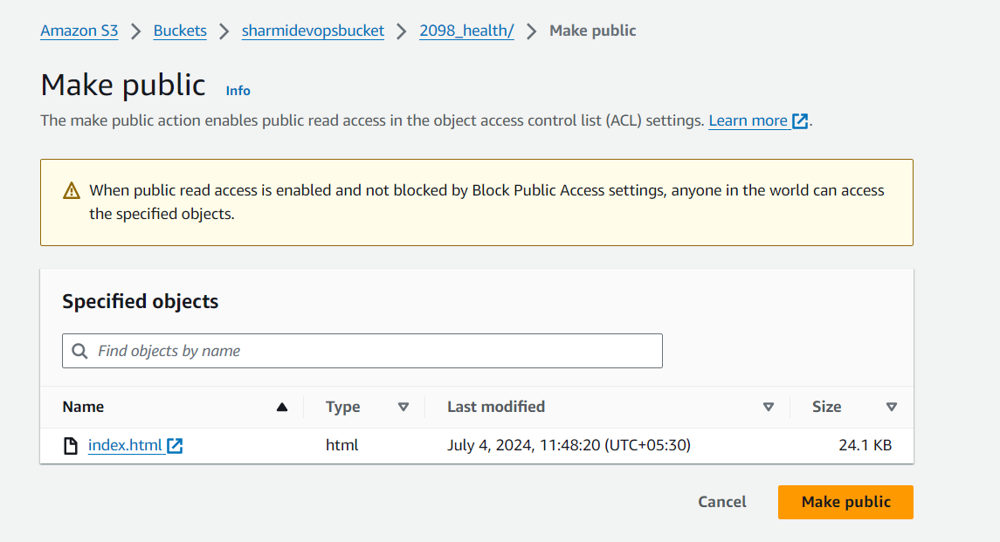 Amazon S3 > Buckets > sharmidevopsbucket > 2098_health/ > Make public
Make public Info
The make public action enables public read access in the object access control list (ACL) settings. Learn more.
When public read access is enabled and not blocked by Block Public Access settings, anyone in the world can access
the specified objects.
Specified objects
Find objects by name
Name Type Last modified Size
index.html html July 4, 2024, 11:48:20 (UTC+05:30) 24.1 KB
Cancel Make public